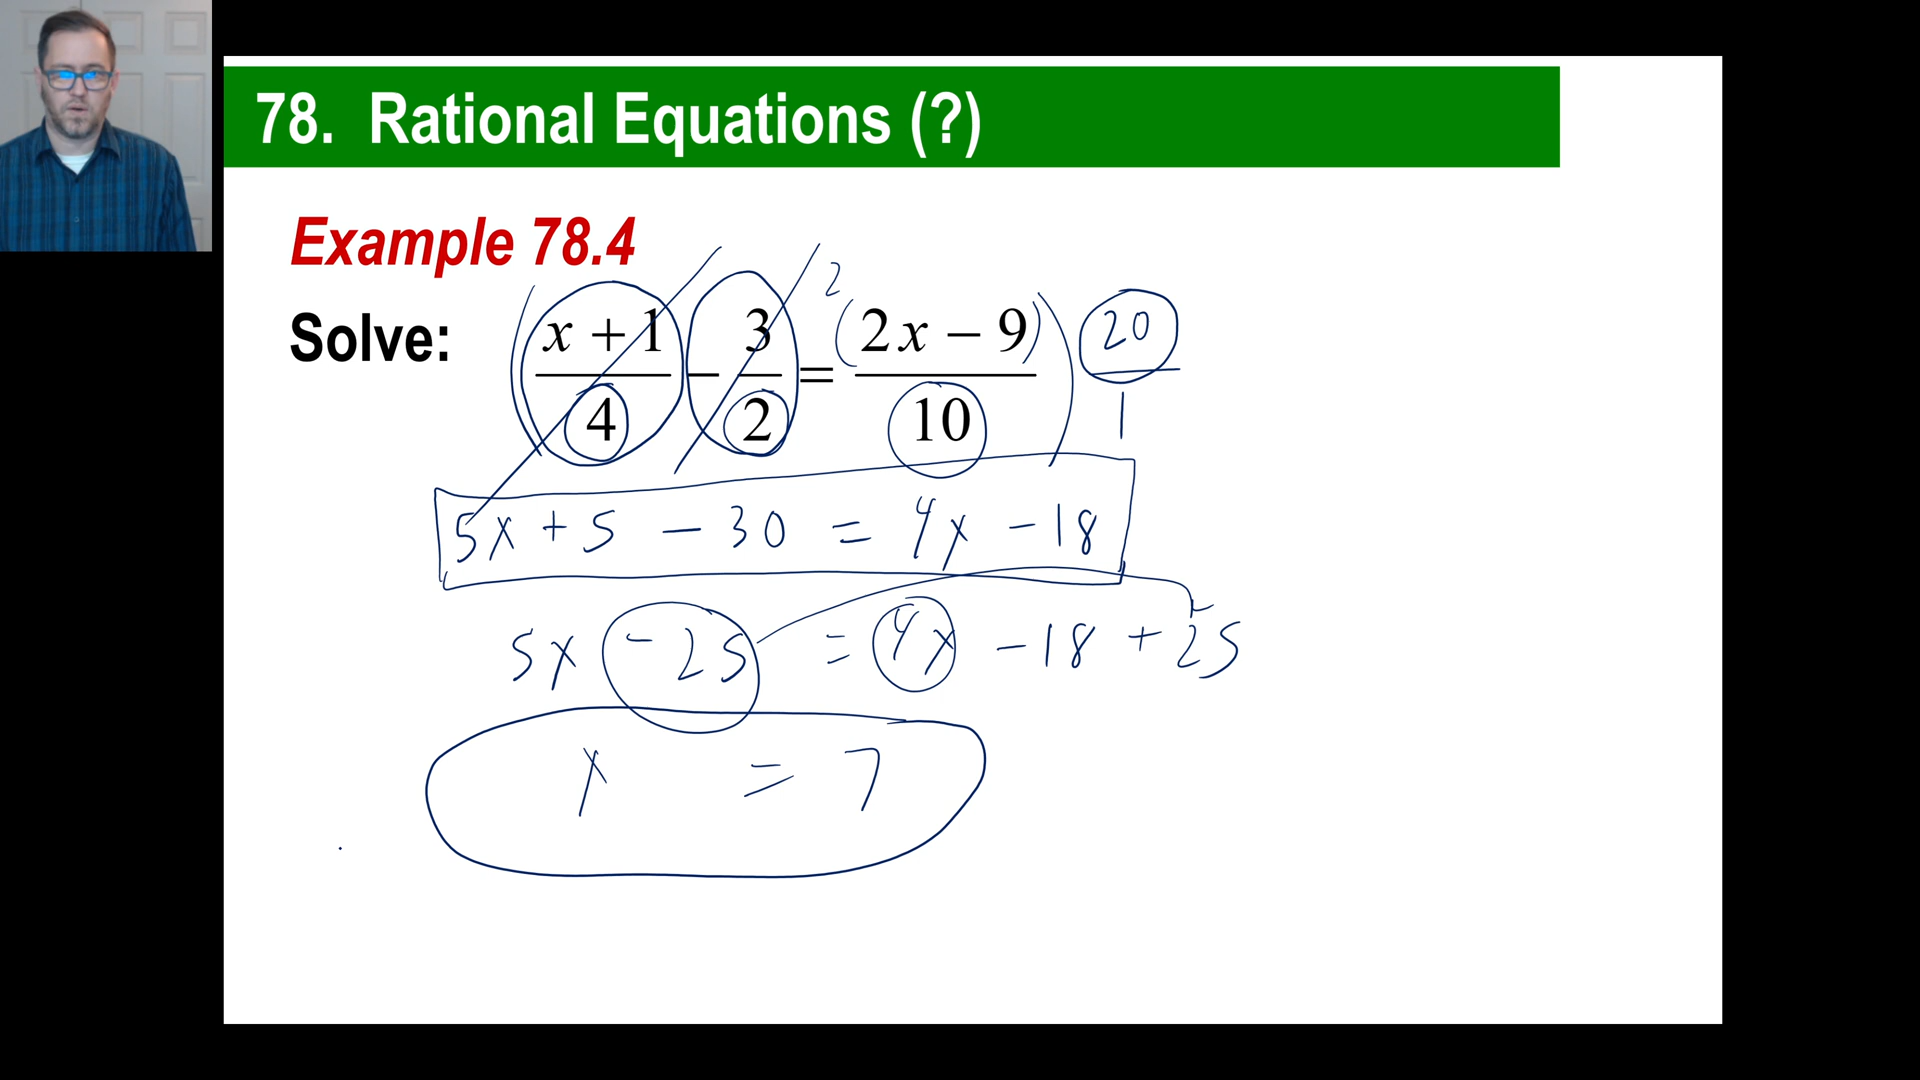 78. Rational Equations (?)
Example 78.4
Solve: (x + 1)/4 − 3/2 = 2(2x − 9)/10 20/1
5x + 5 − 30 = 4x − 18
5x − 25 = 4x − 18 + 25
x = 7